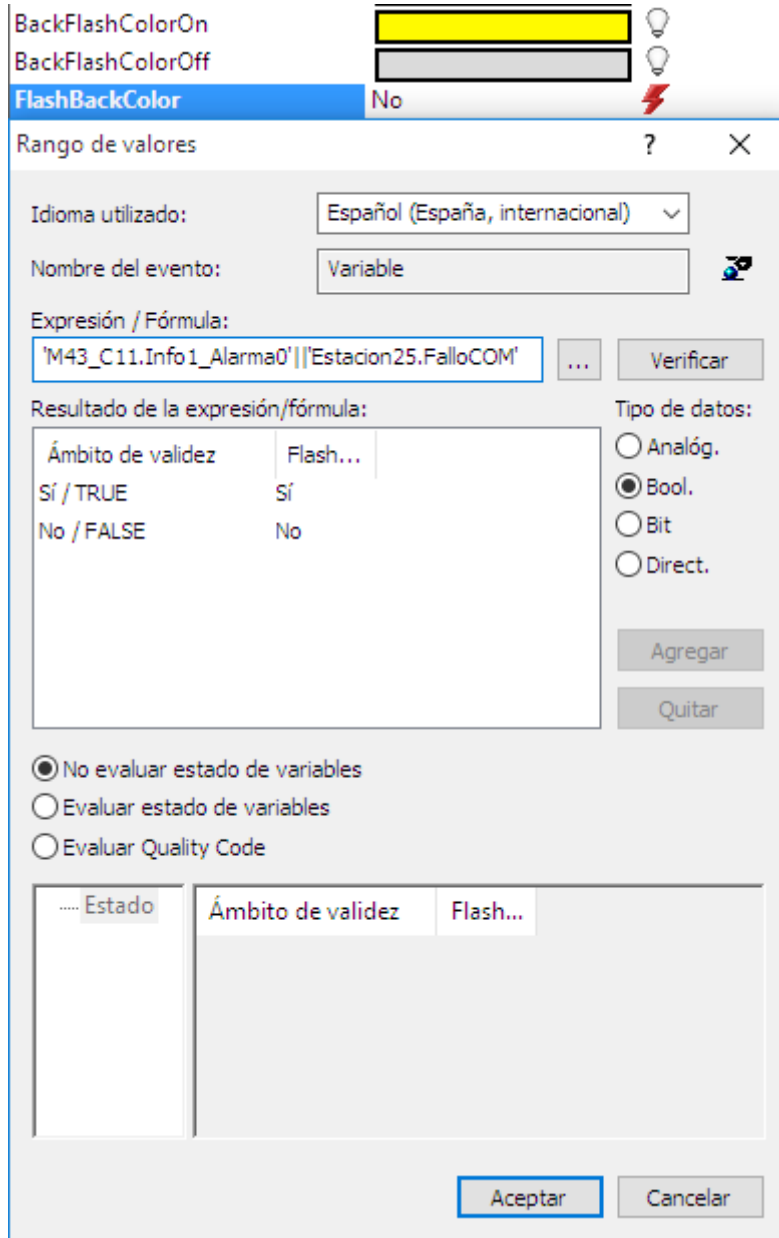 BackFlashColorOn
BackFlashColorOff
FlashBackColor No
Rango de valores ? ×
Idioma utilizado: Español (España, internacional)
Nombre del evento: Variable
Expresión / Fórmula:
'M43_C11.Info1_Alarma0'||'Estacion25.FalloCOM' ... Verificar
Resultado de la expresión/fórmula: Tipo de datos:
Ámbito de validez Flash... Analóg.
Sí / TRUE Sí Bool.
No / FALSE No Bit
Direct.
Agregar
Quitar
No evaluar estado de variables
Evaluar estado de variables
Evaluar Quality Code
Estado Ámbito de validez Flash...
Aceptar Cancelar